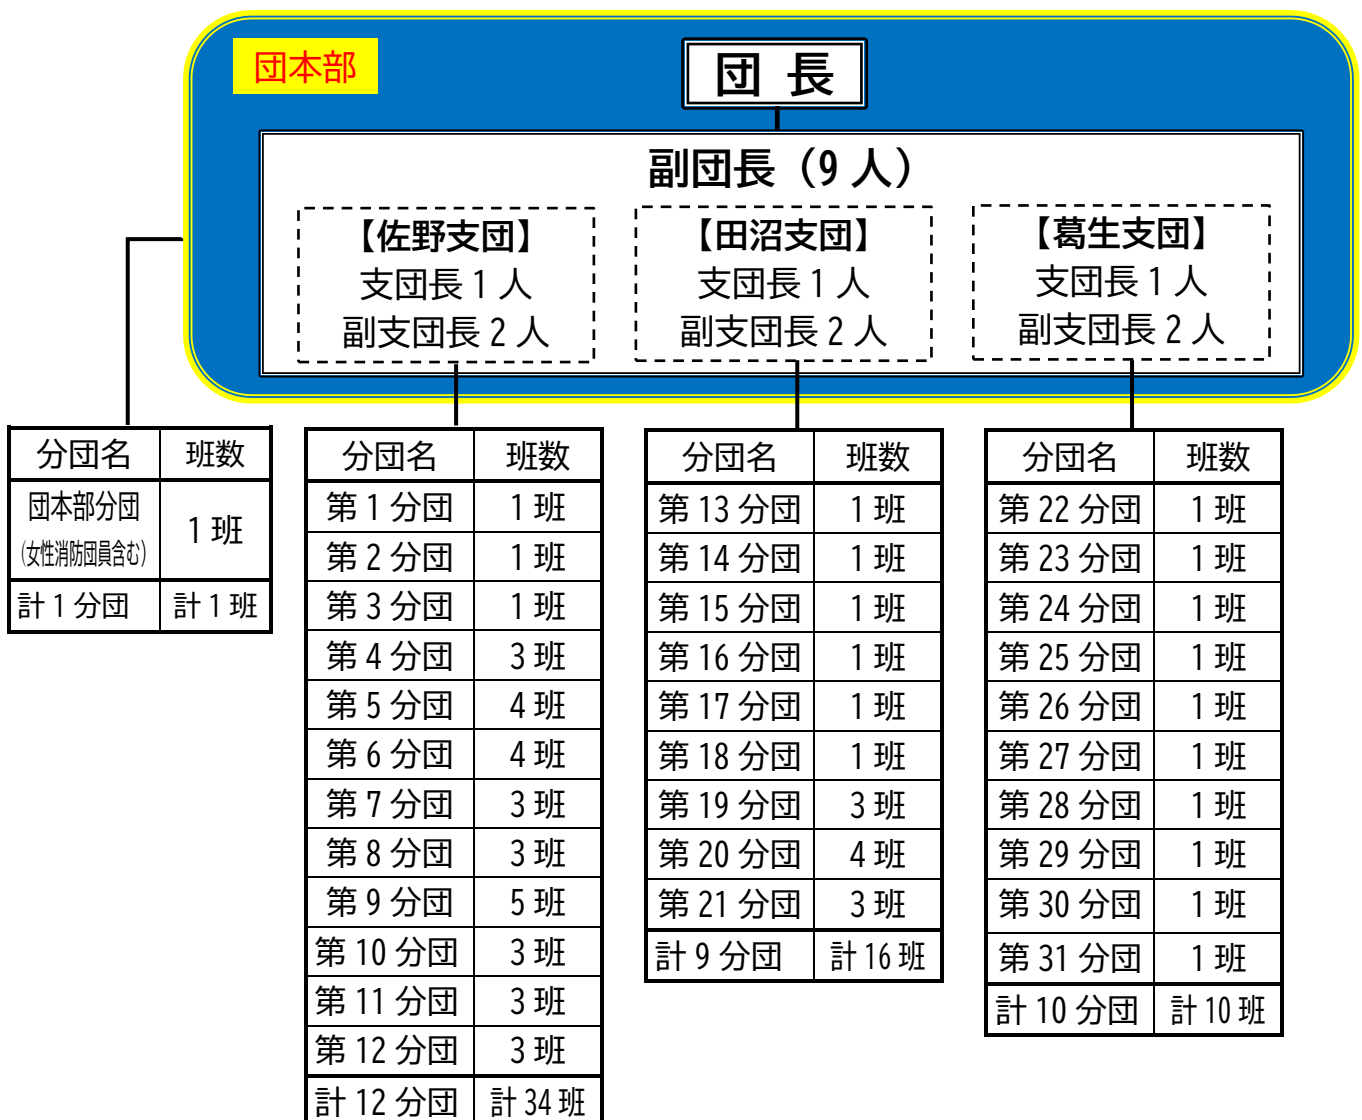 団本部
団 長
副団長（9 人）
【佐野支団】
支団長 1 人
副支団長 2 人
【田沼支団】
支団長 1 人
副支団長 2 人
【葛生支団】
支団長 1 人
副支団長 2 人
分団名 班数
団本部分団
(女性消防団員含む) 1 班
計 1 分団 計 1 班
分団名 班数
第 1 分団 1 班
第 2 分団 1 班
第 3 分団 1 班
第 4 分団 3 班
第 5 分団 4 班
第 6 分団 4 班
第 7 分団 3 班
第 8 分団 3 班
第 9 分団 5 班
第 10 分団 3 班
第 11 分団 3 班
第 12 分団 3 班
計 12 分団 計 34 班
分団名 班数
第 13 分団 1 班
第 14 分団 1 班
第 15 分団 1 班
第 16 分団 1 班
第 17 分団 1 班
第 18 分団 1 班
第 19 分団 3 班
第 20 分団 4 班
第 21 分団 3 班
計 9 分団 計 16 班
分団名 班数
第 22 分団 1 班
第 23 分団 1 班
第 24 分団 1 班
第 25 分団 1 班
第 26 分団 1 班
第 27 分団 1 班
第 28 分団 1 班
第 29 分団 1 班
第 30 分団 1 班
第 31 分団 1 班
計 10 分団 計 10 班